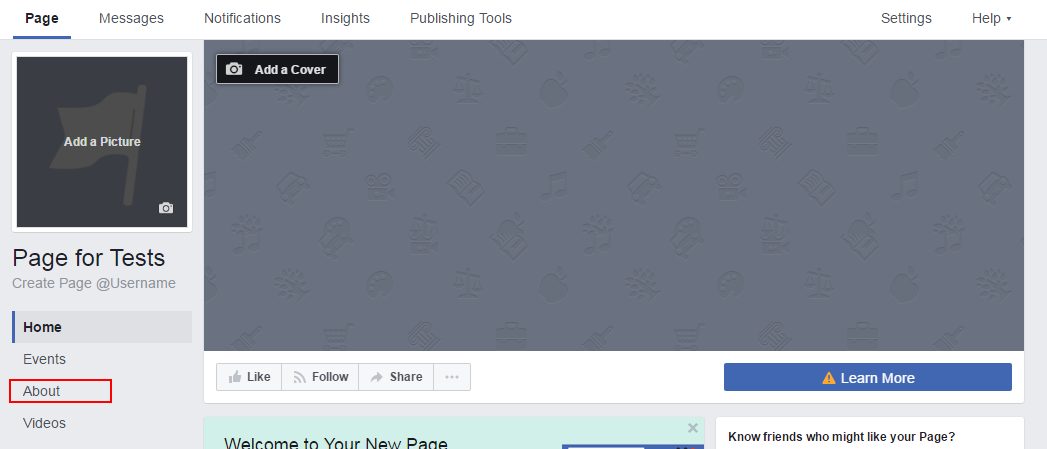 Page Messages Notifications Insights Publishing Tools Settings Help
Add a Cover
Add a Picture
Page for Tests
Create Page @Username
Home
Events
About
Videos
Like Follow Share ...
Learn More
Welcome to Your New Page
Know friends who might like your Page?